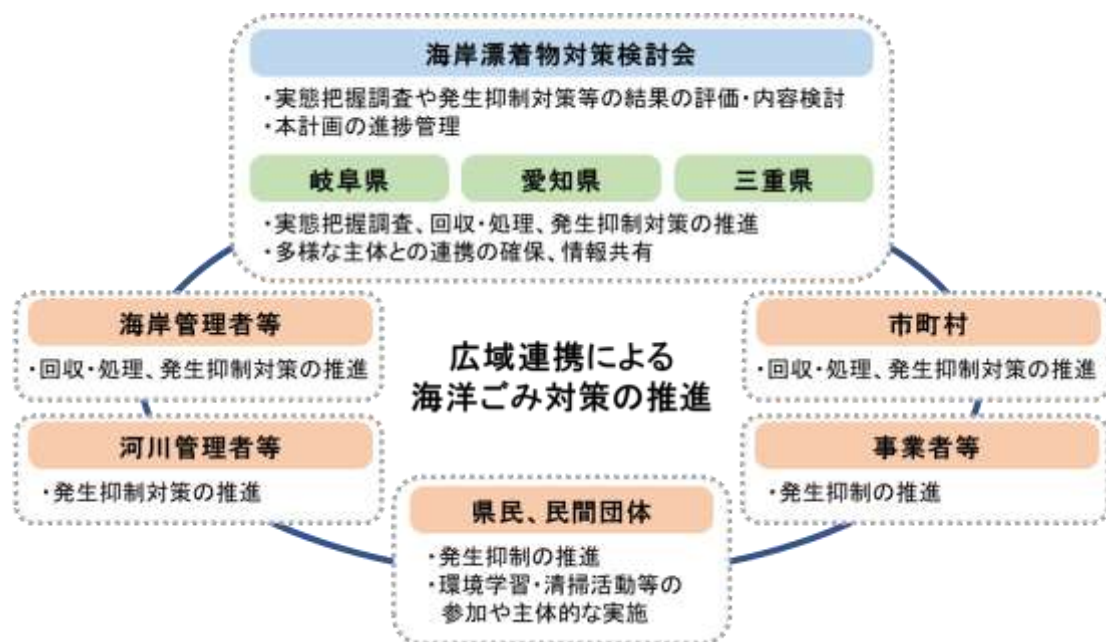 海岸漂着物対策検討会
・実態把握調査や発生抑制対策等の結果の評価・内容検討
・本計画の進捗管理
岐阜県
愛知県
三重県
・実態把握調査、回収・処理、発生抑制対策の推進
・多様な主体との連携の確保、情報共有
海岸管理者等
・回収・処理、発生抑制対策の推進
広域連携による
海洋ごみ対策の推進
市町村
・回収・処理、発生抑制対策の推進
河川管理者等
・発生抑制対策の推進
事業者等
・発生抑制の推進
県民、民間団体
・発生抑制の推進
・環境学習・清掃活動等の
参加や主体的な実施